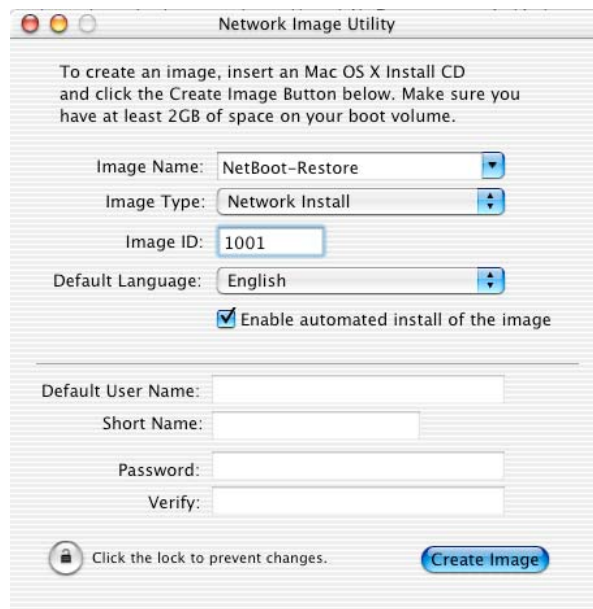 Network Image Utility
To create an image, insert an Mac OS X Install CD
and click the Create Image Button below. Make sure you
have at least 2GB of space on your boot volume.
Image Name: NetBoot-Restore
Image Type: Network Install
Image ID: 1001
Default Language: English
Enable automated install of the image
Default User Name:
Short Name:
Password:
Verify:
Click the lock to prevent changes. Create Image